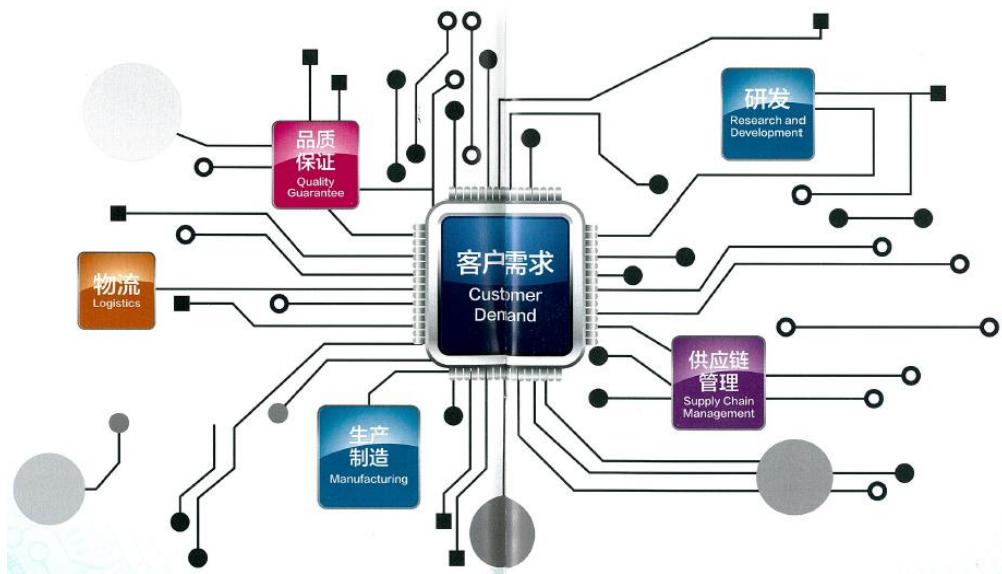 品质
保证
Quality
Guarantee
研发
Research and
Development
物流
Logistics
客户需求
Customer
Demand
供应链
管理
Supply Chain
Management
生产
制造
Manufacturing